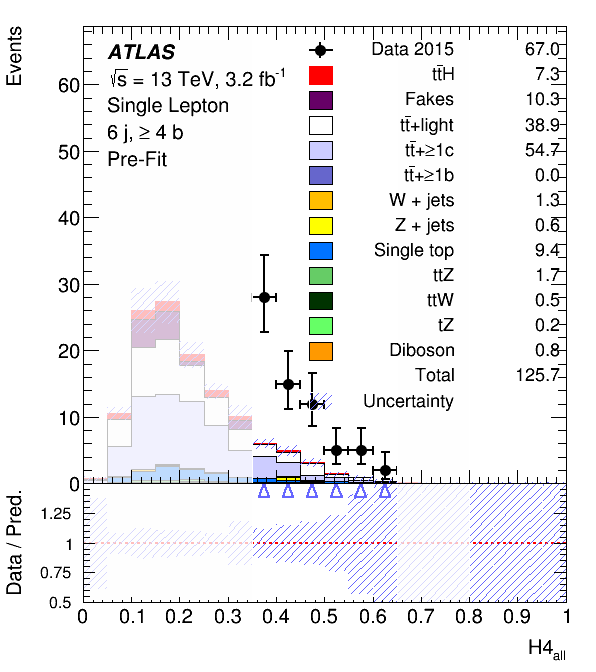 Events
ATLAS
√s = 13 TeV, 3.2 fb⁻¹
Single Lepton
6 j, ≥ 4 b
Pre-Fit
Data 2015 67.0
tt̄H 7.3
Fakes 10.3
tt̄+light 38.9
tt̄+≥1c 54.7
tt̄+≥1b 0.0
W + jets 1.3
Z + jets 0.6
Single top 9.4
ttZ 1.7
ttW 0.5
tZ 0.2
Diboson 0.8
Total 125.7
Uncertainty
60
50
40
30
20
10
0
Data / Pred.
1.25
1
0.75
0.5
0 0.1 0.2 0.3 0.4 0.5 0.6 0.7 0.8 0.9 1
H4all